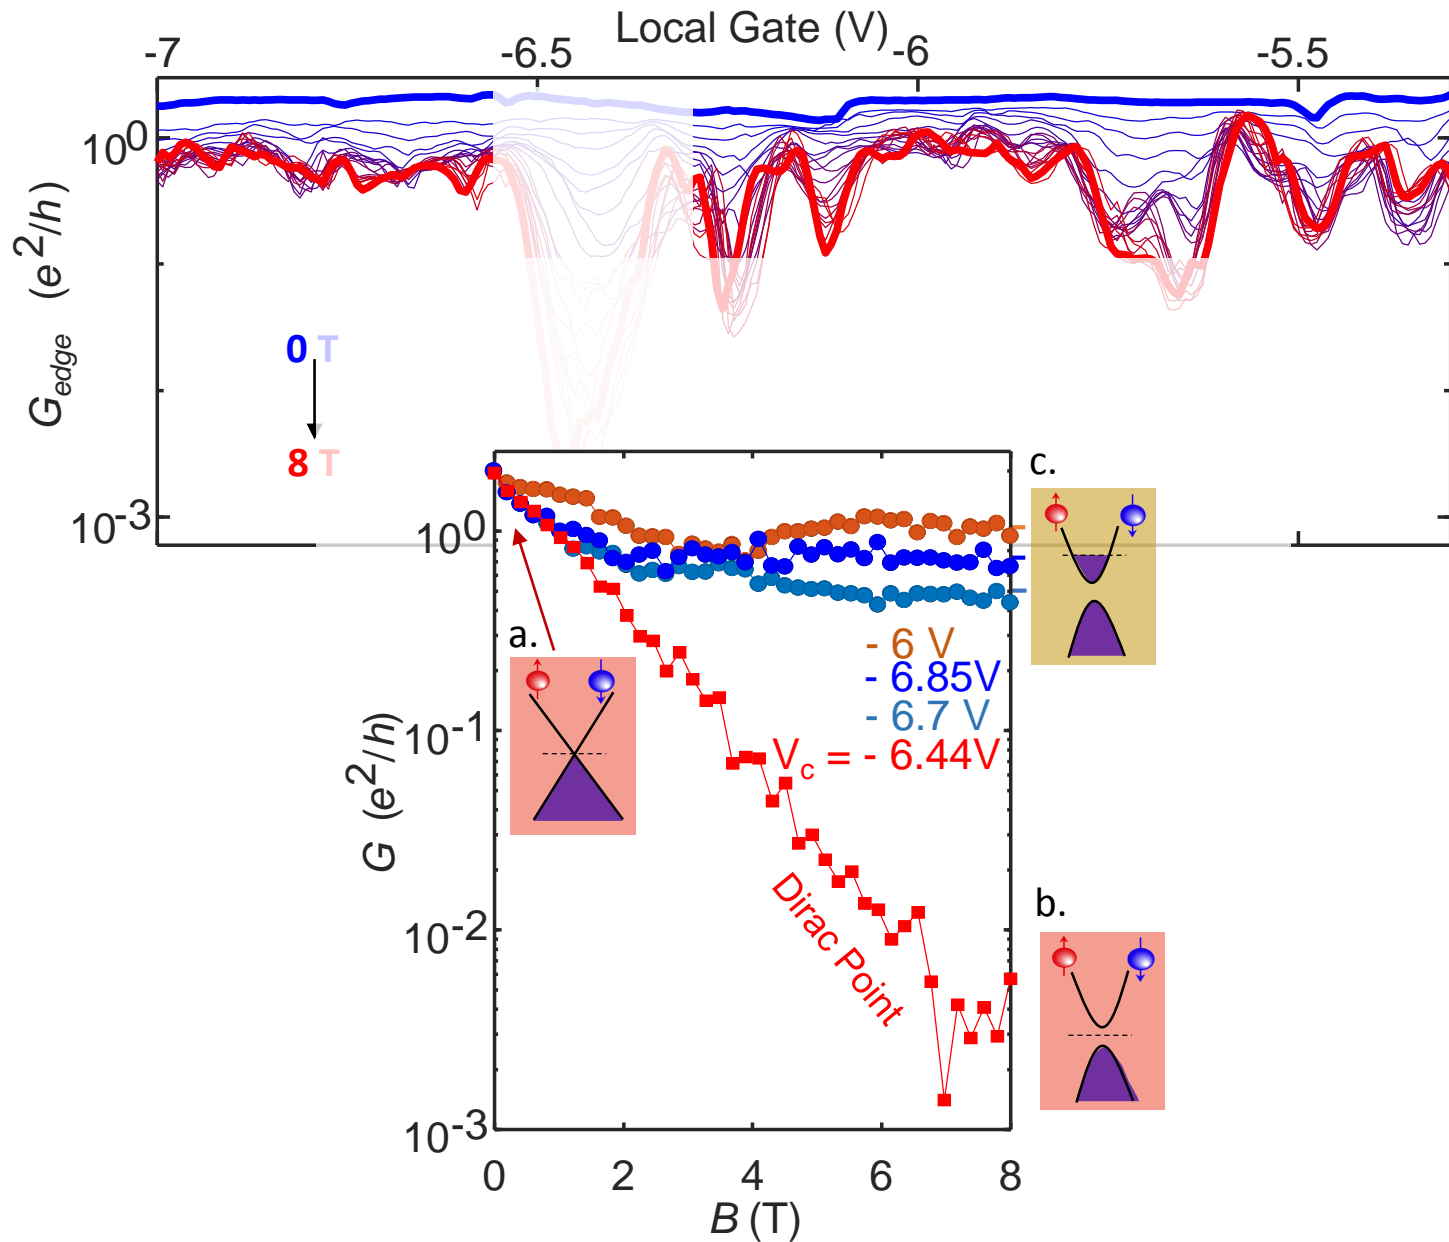 Local Gate (V)
-7 -6.5 -6 -5.5
10^0
10^-3
G_edge (e^2/h)
0 T
8 T
10^0
10^-1
10^-2
10^-3
G (e^2/h)
a.
c.
b.
- 6 V
- 6.85V
- 6.7 V
V_c = - 6.44V
Dirac Point
0 2 4 6 8
B (T)